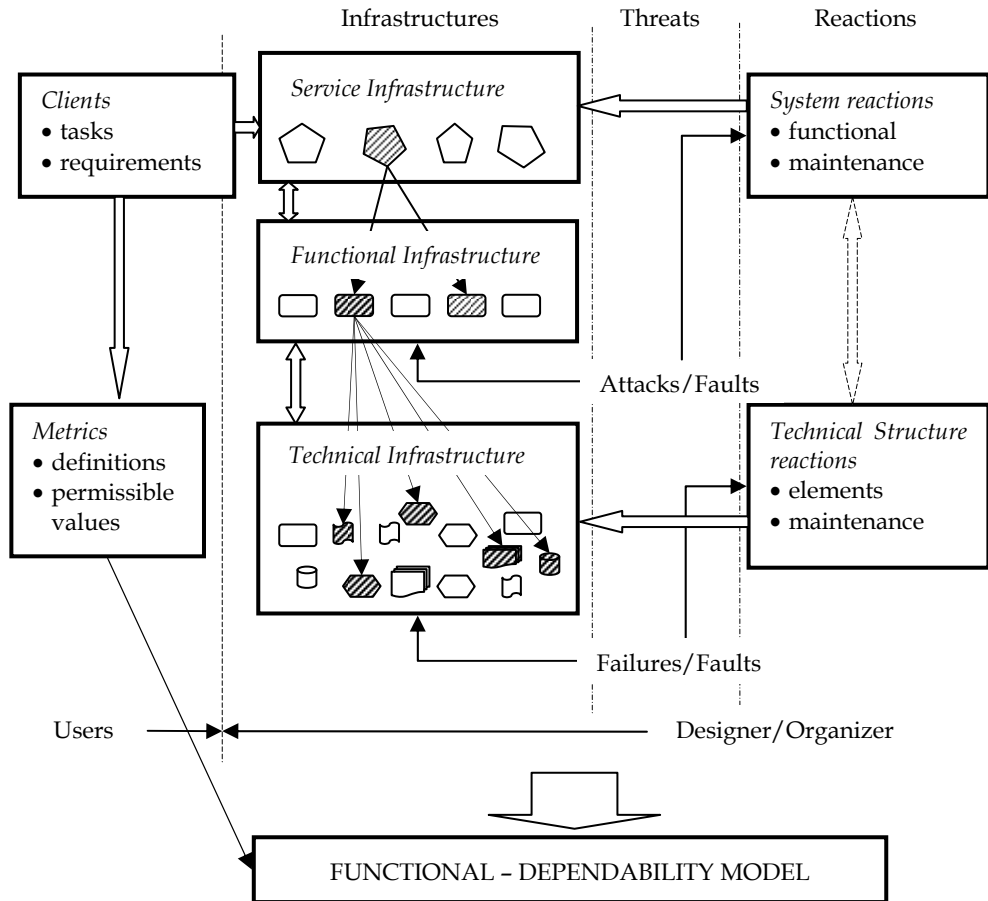 Infrastructures
Threats
Reactions
Clients
• tasks
• requirements
Service Infrastructure
System reactions
• functional
• maintenance
Functional Infrastructure
Attacks/Faults
Metrics
• definitions
• permissible
values
Technical Infrastructure
Technical Structure
reactions
• elements
• maintenance
Failures/Faults
Users
Designer/Organizer
FUNCTIONAL – DEPENDABILITY MODEL